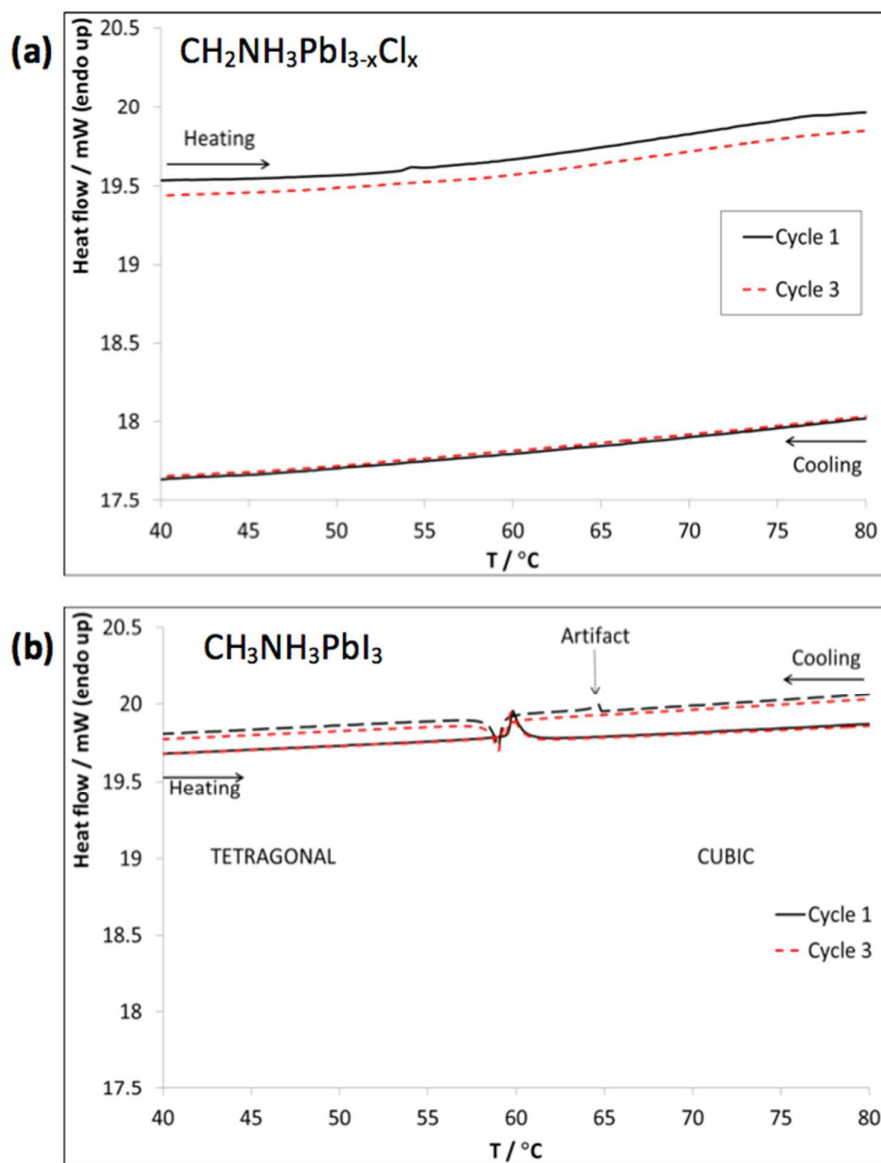 (a)
CH₂NH₃PbI₃₋ₓClₓ
Heat flow / mW (endo up)
20.5
20
19.5
19
18.5
18
17.5
Heating
Cycle 1
Cycle 3
Cooling
40 45 50 55 60 65 70 75 80
T / °C
(b)
CH₃NH₃PbI₃
Heat flow / mW (endo up)
20.5
20
19.5
19
18.5
18
17.5
Artifact
Cooling
Heating
TETRAGONAL
CUBIC
Cycle 1
Cycle 3
40 45 50 55 60 65 70 75 80
T / °C